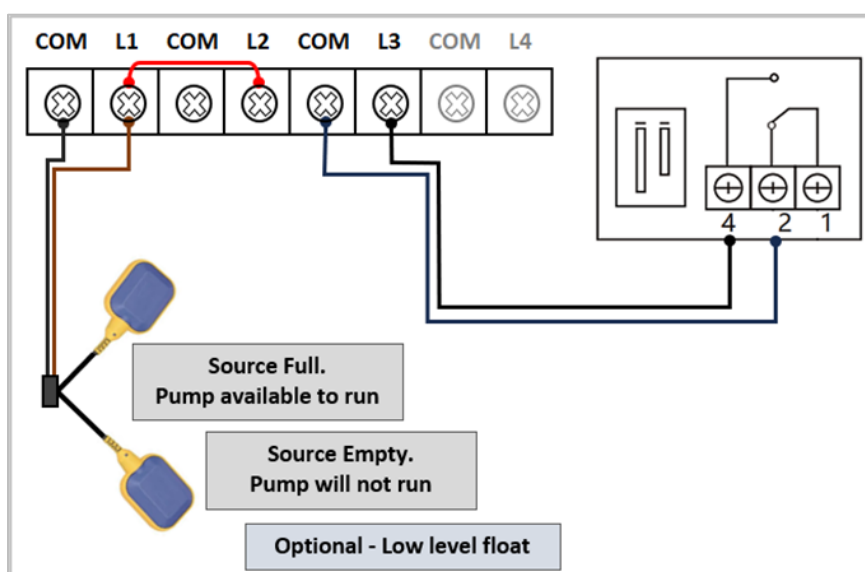 COM L1 COM L2 COM L3 COM L4
4 2 1
Source Full.
Pump available to run
Source Empty.
Pump will not run
Optional - Low level float